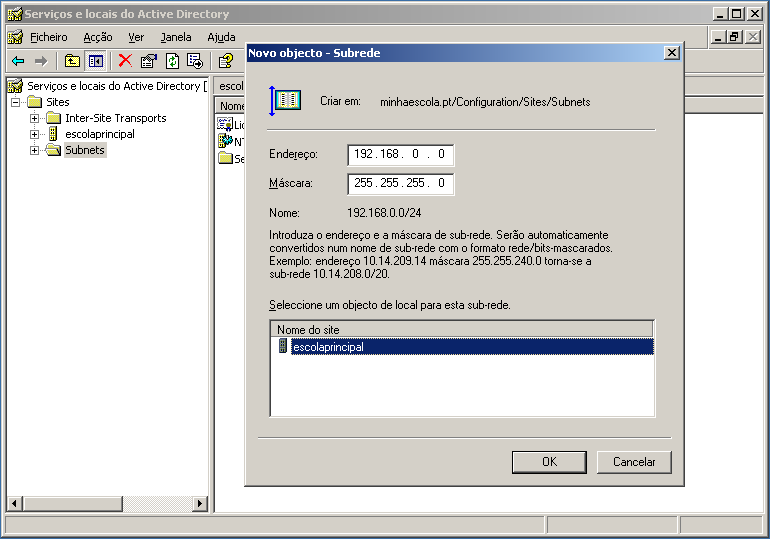 Serviços e locais do Active Directory
Ficheiro Acção Ver Janela Ajuda
Serviços e locais do Active Directory [
Sites
Inter-Site Transports
escolaprincipal
Subnets
Nome
Novo objecto - Subrede
Criar em: minhaescola.pt/Configuration/Sites/Subnets
Endereço: 192 . 168 . 0 . 0
Máscara: 255 . 255 . 255 . 0
Nome: 192.168.0.0/24
Introduza o endereço e a máscara de sub-rede. Serão automaticamente
convertidos num nome de sub-rede com o formato rede/bits-mascarados.
Exemplo: endereço 10.14.209.14 máscara 255.255.240.0 torna-se a
sub-rede 10.14.208.0/20.
Seleccione um objecto de local para esta sub-rede.
Nome do site
escolaprincipal
OK Cancelar